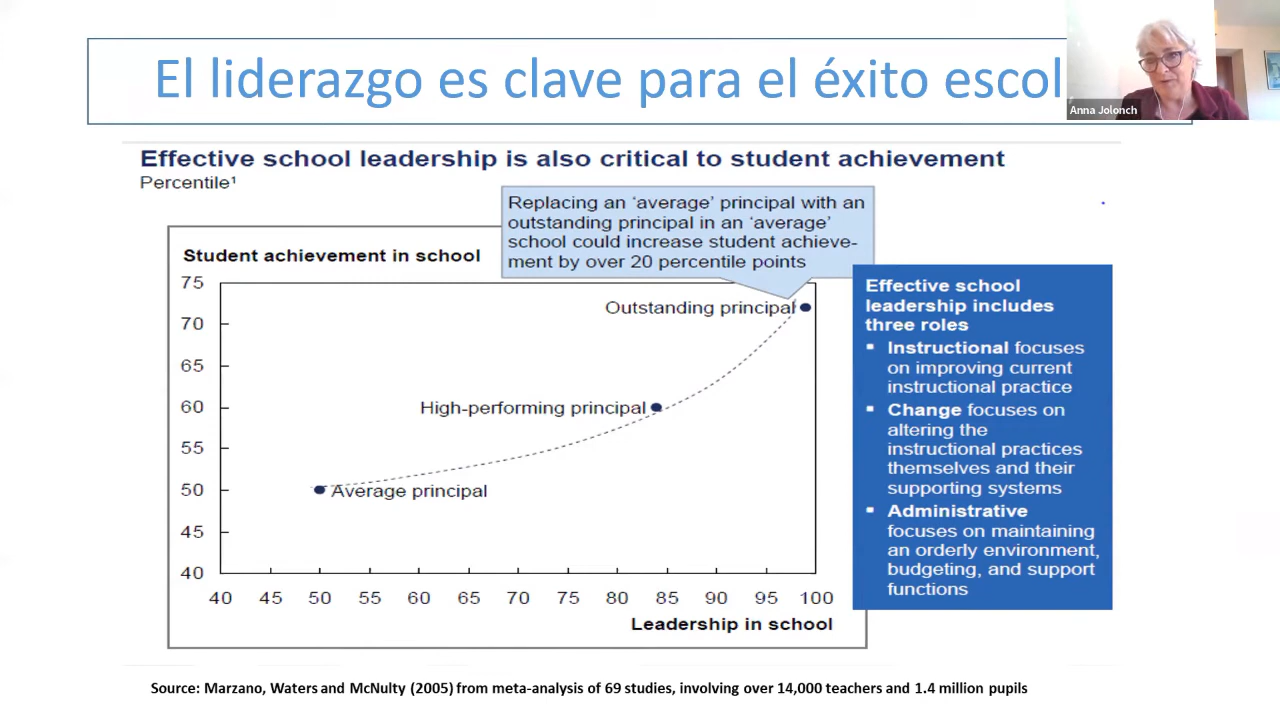 El liderazgo es clave para el éxito escol
Anna Jolonch
Effective school leadership is also critical to student achievement
Percentile¹
Replacing an ‘average’ principal with an
outstanding principal in an ‘average’
school could increase student achieve-
ment by over 20 percentile points
Student achievement in school
75
70
65
60
55
50
45
40
Outstanding principal
High-performing principal
Average principal
40 45 50 55 60 65 70 75 80 85 90 95 100
Leadership in school
Effective school
leadership includes
three roles
▪ Instructional focuses
on improving current
instructional practice
▪ Change focuses on
altering the
instructional practices
themselves and their
supporting systems
▪ Administrative
focuses on maintaining
an orderly environment,
budgeting, and support
functions
Source: Marzano, Waters and McNulty (2005) from meta-analysis of 69 studies, involving over 14,000 teachers and 1.4 million pupils